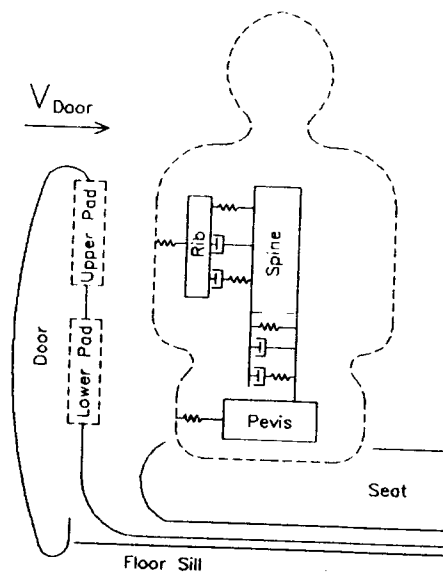 V Door
Upper Pad
Rib
Spine
Door
Lower Pad
Pevis
Seat
Floor Sill